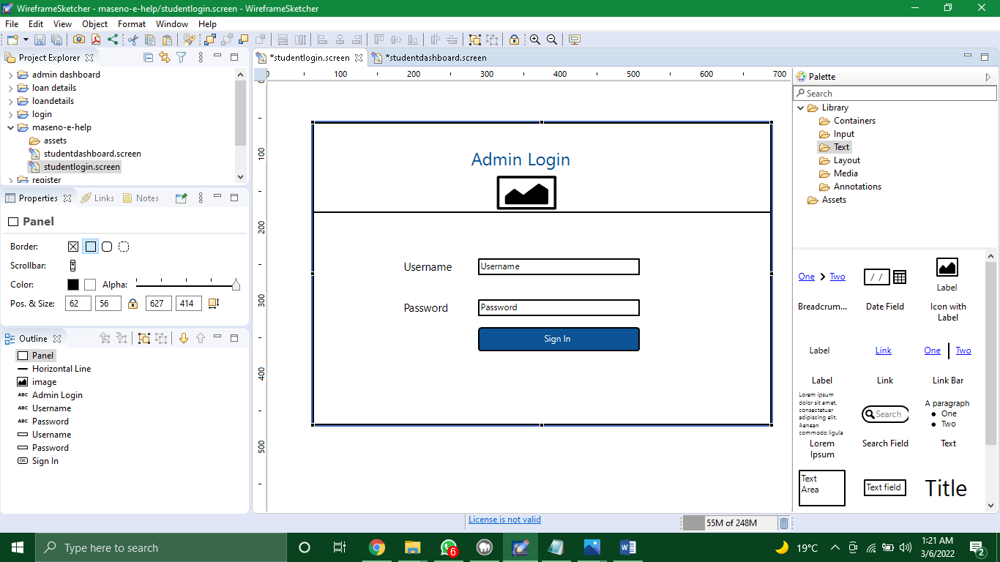 WireframeSketcher - maseno-e-help/studentlogin.screen - WireframeSketcher
File Edit View Object Format Window Help
Project Explorer
admin dashboard
loan details
loandetails
login
maseno-e-help
assets
studentdashboard.screen
studentlogin.screen
register
Properties Links Notes
Panel
Border:
Scrollbar:
Color: Alpha:
Pos. & Size: 62 56 627 414
Outline
Panel
Horizontal Line
image
ABC Admin Login
ABC Username
ABC Password
Username
Password
OK Sign In
*studentlogin.screen *studentdashboard.screen
0 100 200 300 400 500 600 700
0
100
200
300
400
500
Admin Login
Username Username
Password Password
Sign In
Palette
Search
Library
Containers
Input
Text
Layout
Media
Annotations
Assets
One Two / / Label
Breadcrum... Date Field Icon with
Label
Label Link One Two
Label Link Link Bar
Lorem ipsum
dolor sit amet,
consectetuer
adipiscing elit.
Aenean
commodo ligula
Search
A paragraph
One
Two
Lorem
Ipsum
Search Field Text
Text
Area
Text field Title
License is not valid
55M of 248M
Type here to search
6
19°C
1:21 AM
3/6/2022
2